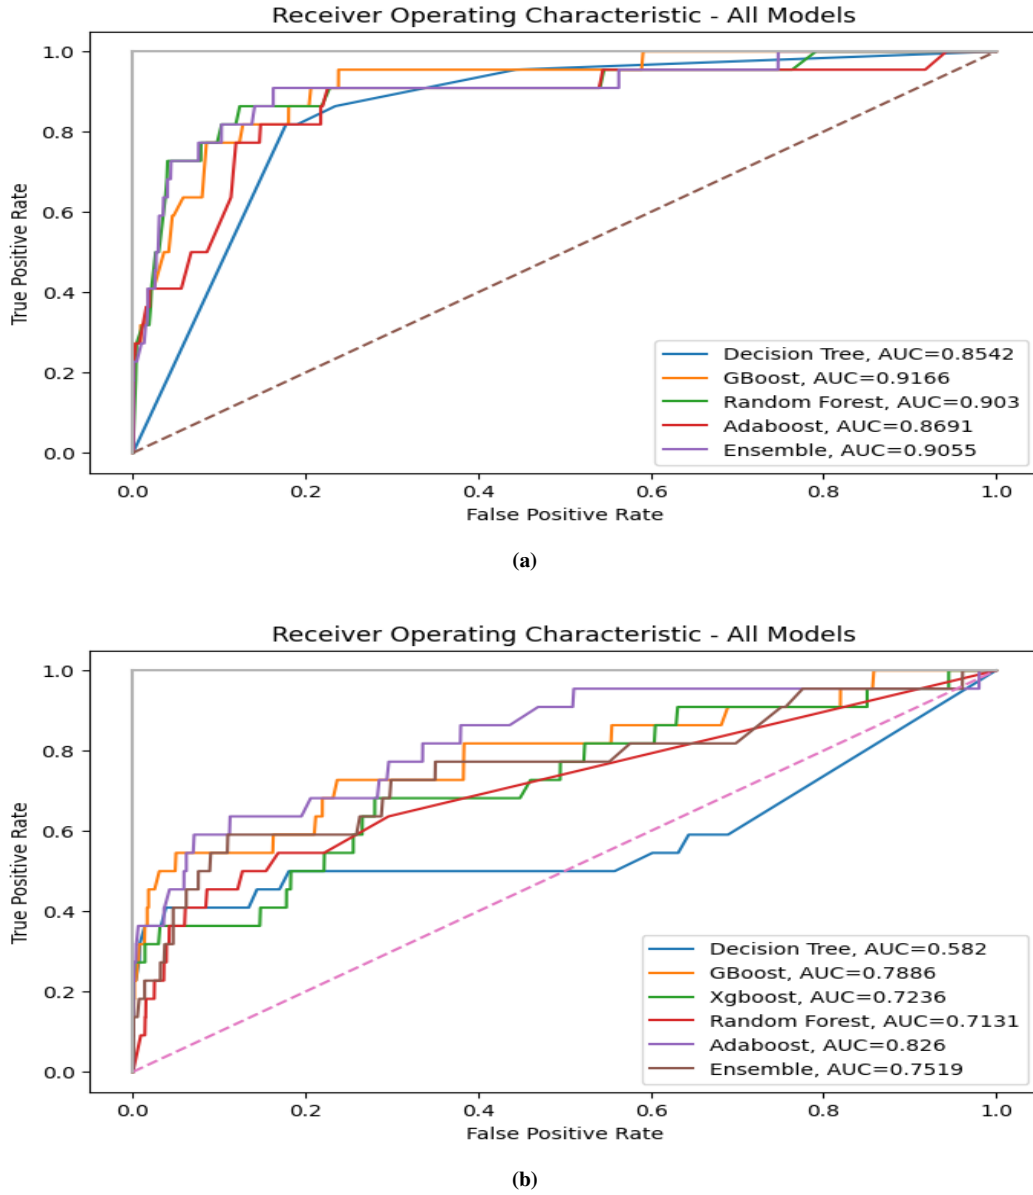 Receiver Operating Characteristic - All Models
True Positive Rate
1.0
0.8
0.6
0.4
0.2
0.0
Decision Tree, AUC=0.8542
GBoost, AUC=0.9166
Random Forest, AUC=0.903
Adaboost, AUC=0.8691
Ensemble, AUC=0.9055
0.0 0.2 0.4 0.6 0.8 1.0
False Positive Rate
(a)
Receiver Operating Characteristic - All Models
True Positive Rate
1.0
0.8
0.6
0.4
0.2
0.0
Decision Tree, AUC=0.582
GBoost, AUC=0.7886
Xgboost, AUC=0.7236
Random Forest, AUC=0.7131
Adaboost, AUC=0.826
Ensemble, AUC=0.7519
0.0 0.2 0.4 0.6 0.8 1.0
False Positive Rate
(b)